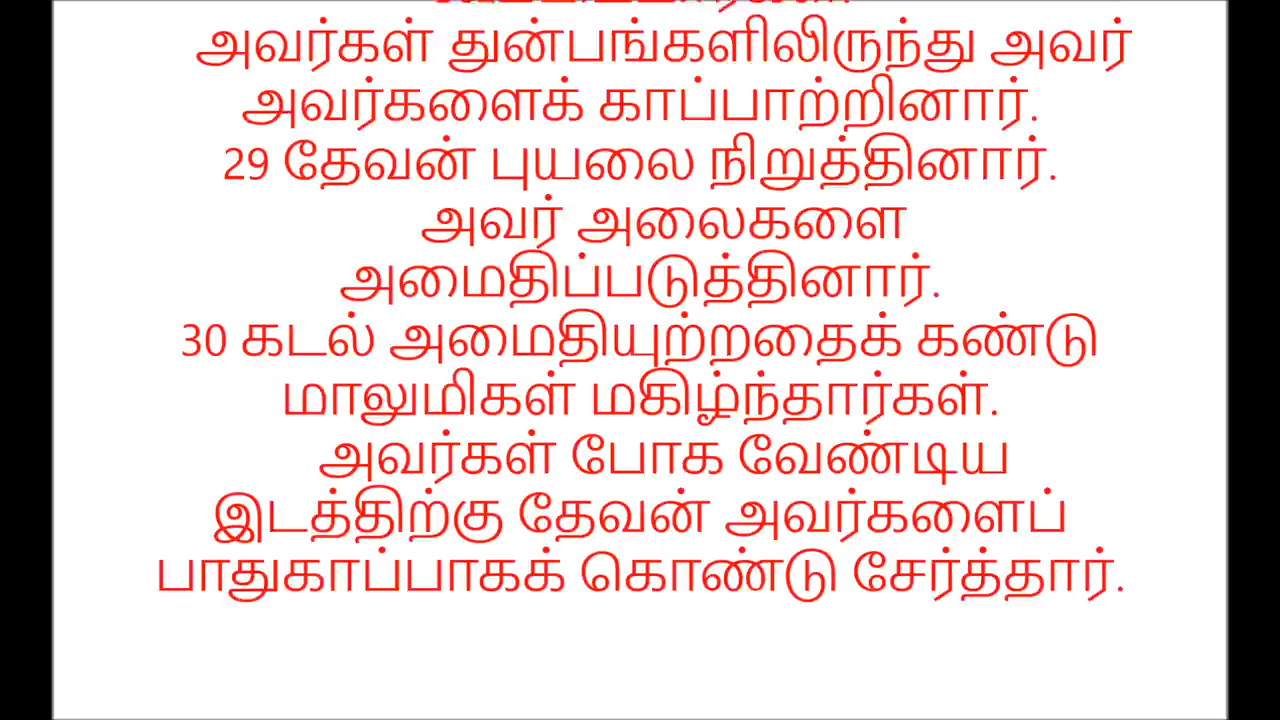 அவர்கள் துன்பங்களிலிருந்து அவர்
அவர்களைக் காப்பாற்றினார்.
29 தேவன் புயலை நிறுத்தினார்.
அவர் அலைகளை
அமைதிப்படுத்தினார்.
30 கடல் அமைதியுற்றதைக் கண்டு
மாலுமிகள் மகிழ்ந்தார்கள்.
அவர்கள் போக வேண்டிய
இடத்திற்கு தேவன் அவர்களைப்
பாதுகாப்பாகக் கொண்டு சேர்த்தார்.